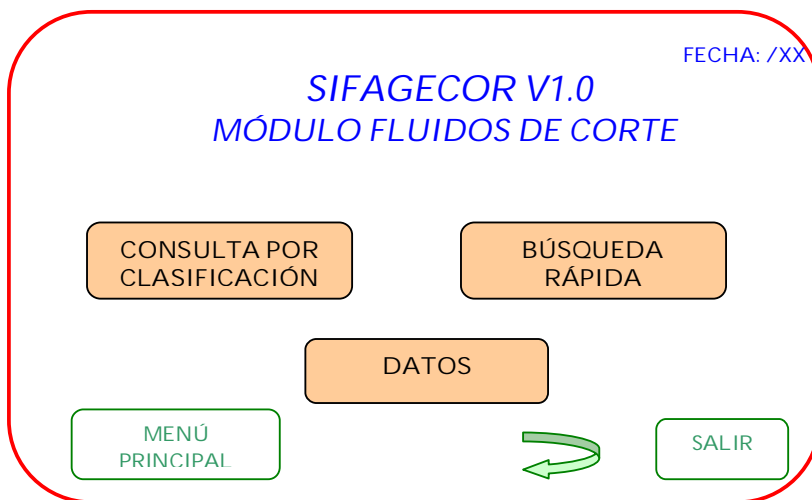 FECHA: /XX
SIFAGECOR V1.0
MÓDULO FLUIDOS DE CORTE
CONSULTA POR
CLASIFICACIÓN
BÚSQUEDA
RÁPIDA
DATOS
MENÚ
PRINCIPAL
SALIR